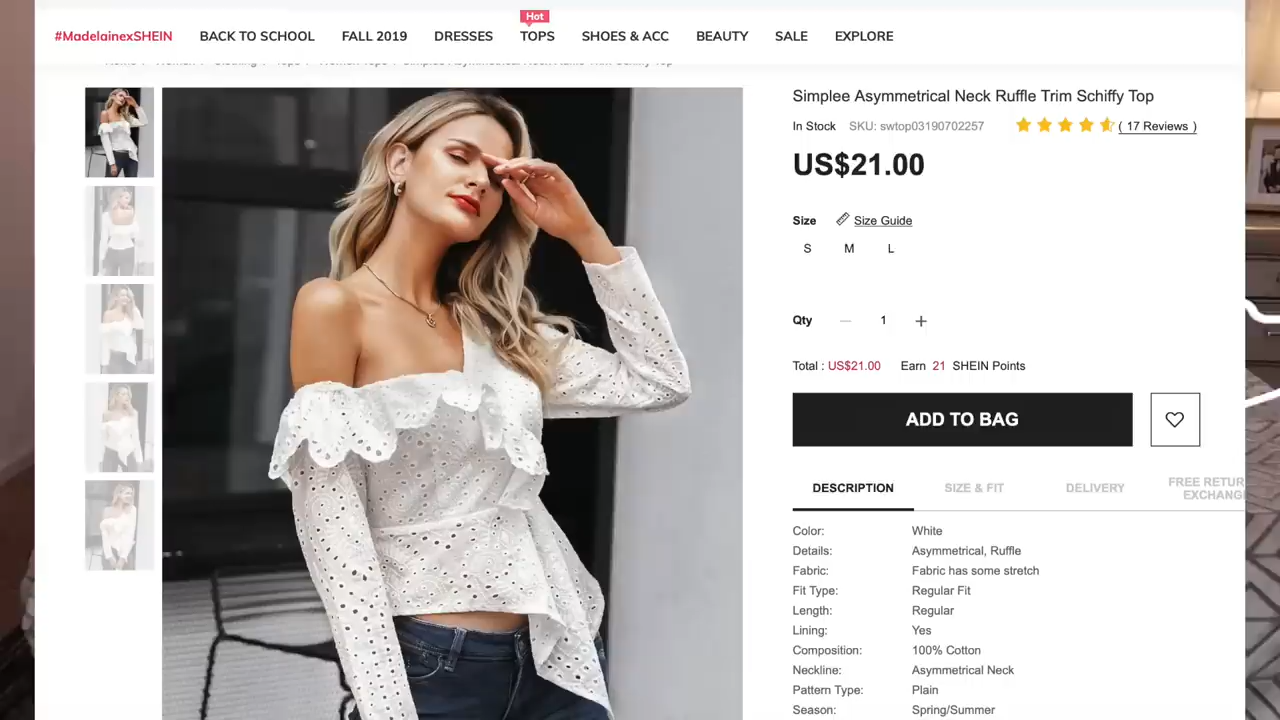 Hot
#MadelainexSHEIN BACK TO SCHOOL FALL 2019 DRESSES TOPS SHOES & ACC BEAUTY SALE EXPLORE
Simplee Asymmetrical Neck Ruffle Trim Schiffy Top
In Stock SKU: swtop03190702257 ( 17 Reviews )
US$21.00
Size Size Guide
S M L
Qty 1
Total : US$21.00 Earn 21 SHEIN Points
ADD TO BAG
DESCRIPTION SIZE & FIT DELIVERY FREE RETUR
EXCHANG
Color: White
Details: Asymmetrical, Ruffle
Fabric: Fabric has some stretch
Fit Type: Regular Fit
Length: Regular
Lining: Yes
Composition: 100% Cotton
Neckline: Asymmetrical Neck
Pattern Type: Plain
Season: Spring/Summer